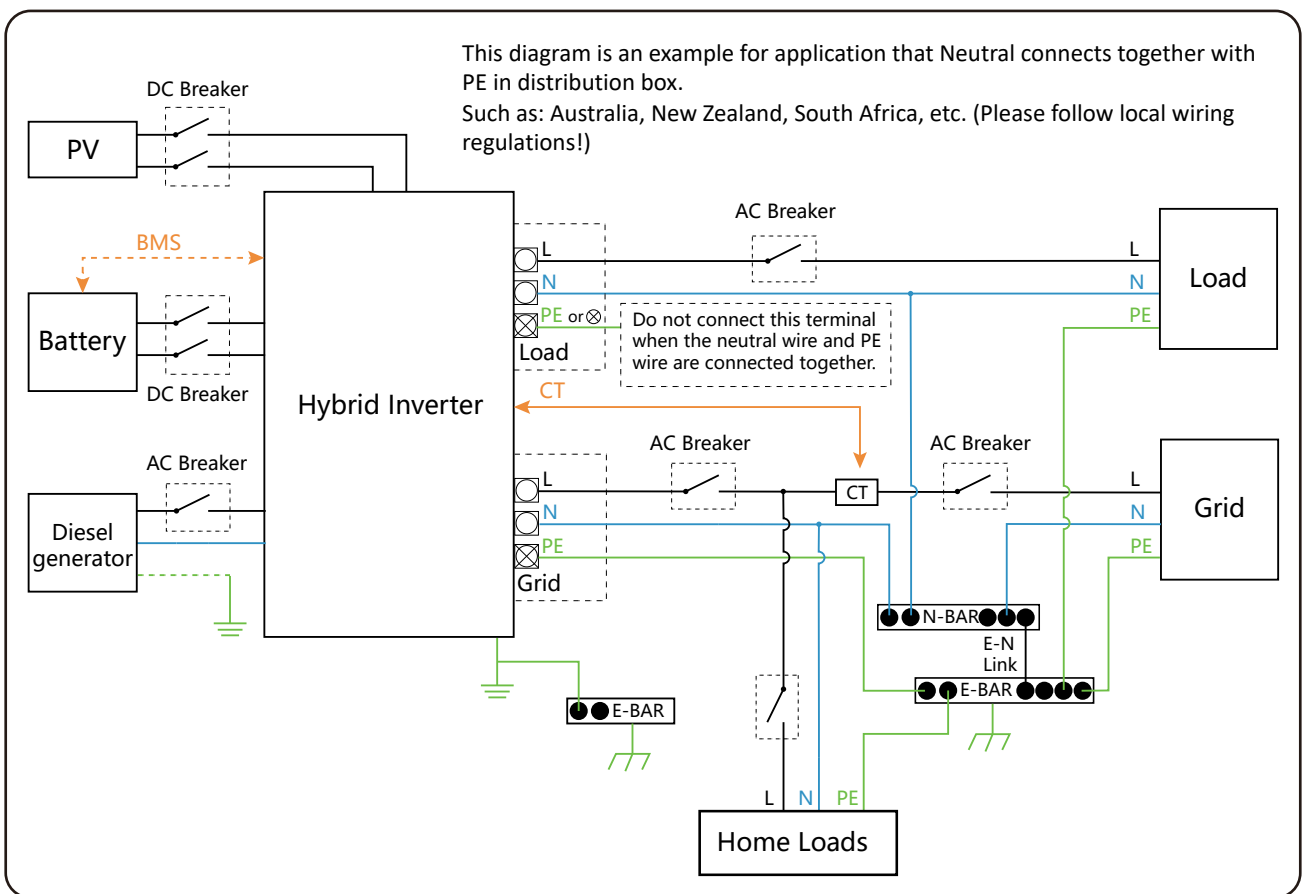 This diagram is an example for application that Neutral connects together with
PE in distribution box.
Such as: Australia, New Zealand, South Africa, etc. (Please follow local wiring
regulations!)
DC Breaker
PV
BMS
Battery
DC Breaker
AC Breaker
Diesel
generator
Hybrid Inverter
L
N
PE or⊗
Load
Do not connect this terminal
when the neutral wire and PE
wire are connected together.
AC Breaker
L
N
PE
Load
CT
L
N
PE
Grid
AC Breaker
CT
AC Breaker
L
N
PE
Grid
N-BAR
E-N
Link
E-BAR
E-BAR
L
N
PE
Home Loads